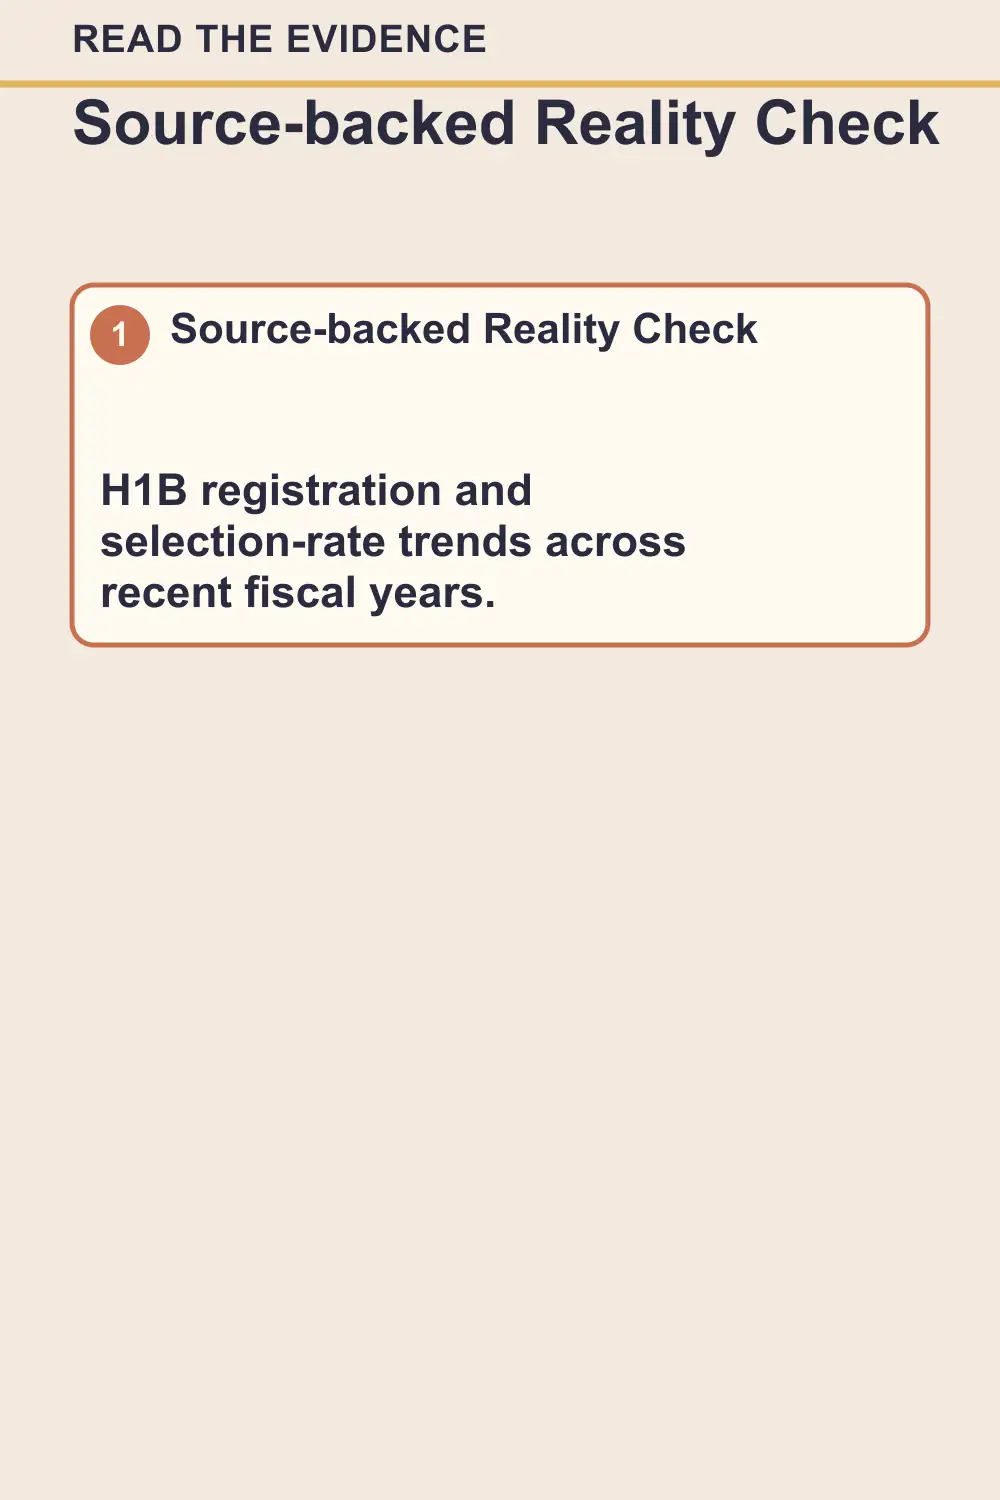 READ THE EVIDENCE
Source-backed Reality Check
1 Source-backed Reality Check
H1B registration and
selection-rate trends across
recent fiscal years.